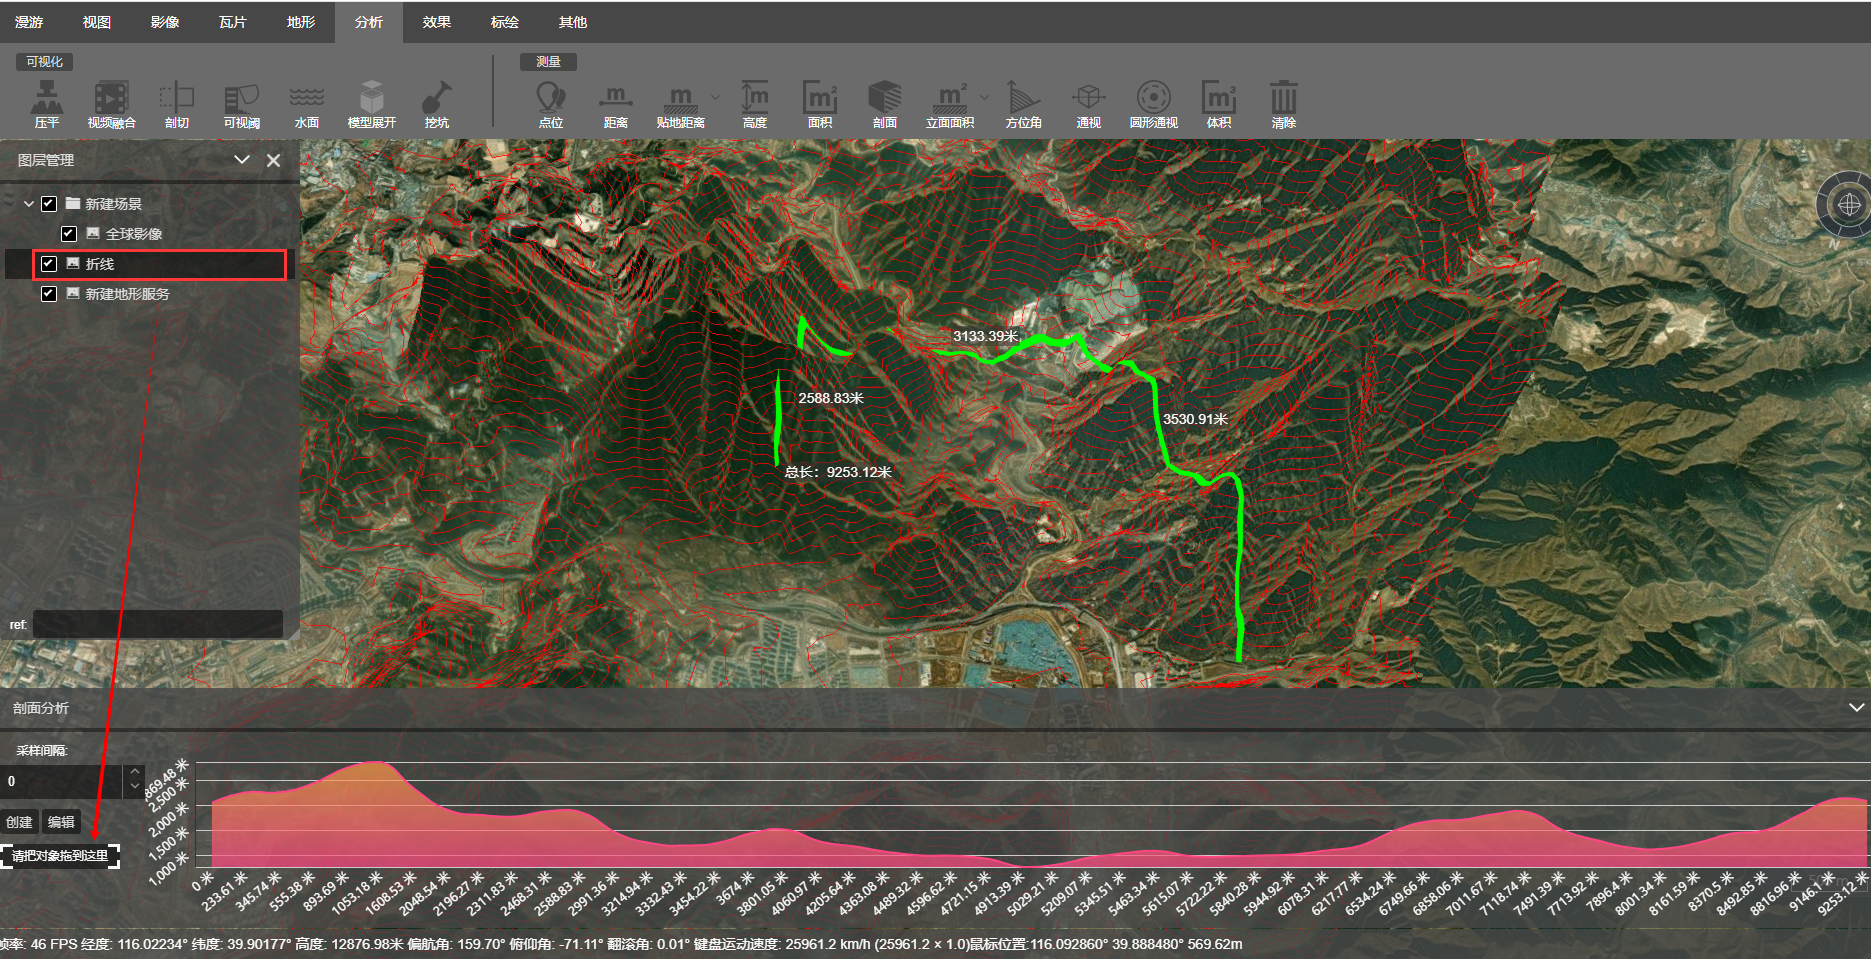 漫游 视图 影像 瓦片 地形 分析 效果 标绘 其他
可视化 测量
压平 视频融合 剖切 可视阈 水面 模型展开 挖坑 点位 距离 贴地距离 高度 面积 剖面 立面面积 方位角 通视 圆形通视 体积 清除
图层管理
新建场景
全球影像
折线
新建地形服务
3133.39米
2588.83米
3530.91米
总长：9253.12米
ref:
剖面分析
采样间隔:
0
创建 编辑
请把对象拖到这里
869.48 米
2,500 米
2,000 米
1,500 米
1,000 米
0 米 233.61 米 345.74 米 555.38 米 893.69 米 1053.18 米 1608.53 米 2048.54 米 2196.27 米 2311.83 米 2468.31 米 2588.83 米 2991.36 米 3214.94 米 3332.43 米 3454.22 米 3674 米 3801.05 米 4060.97 米 4205.64 米 4363.08 米 4489.32 米 4596.62 米 4721.15 米 4913.39 米 5029.21 米 5209.07 米 5345.51 米 5463.34 米 5615.07 米 5722.22 米 5840.28 米 5944.92 米 6078.31 米 6217.77 米 6534.24 米 6749.66 米 6858.06 米 7011.67 米 7118.74 米 7491.39 米 7713.92 米 7896.4 米 8001.34 米 8161.59 米 8370.5 米 8492.85 米 8816.96 米 9146.1 米 9253.12 米
帧率: 46 FPS 经度: 116.02234° 纬度: 39.90177° 高度: 12876.98米 偏航角: 159.70° 俯仰角: -71.11° 翻滚角: 0.01° 键盘运动速度: 25961.2 km/h (25961.2 × 1.0)鼠标位置:116.092860° 39.888480° 569.62m